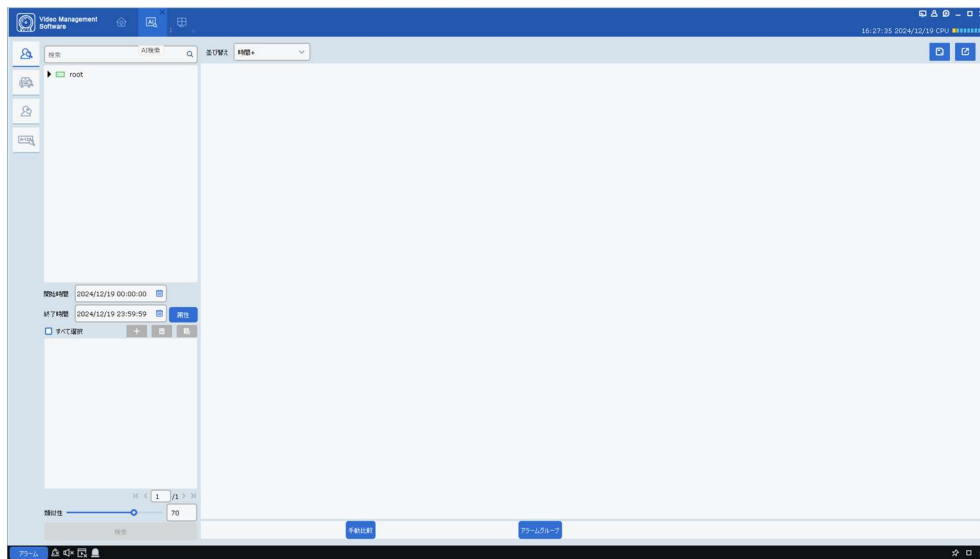 Video Management
Software
AI
16:27:35 2024/12/19 CPU
検索
AI検索
並び替え 時間+
root
開始時間 2024/12/19 00:00:00
終了時間 2024/12/19 23:59:59 属性
すべて選択
1 /1
類似性 70
検索
手動比較
アラームグループ
アラーム